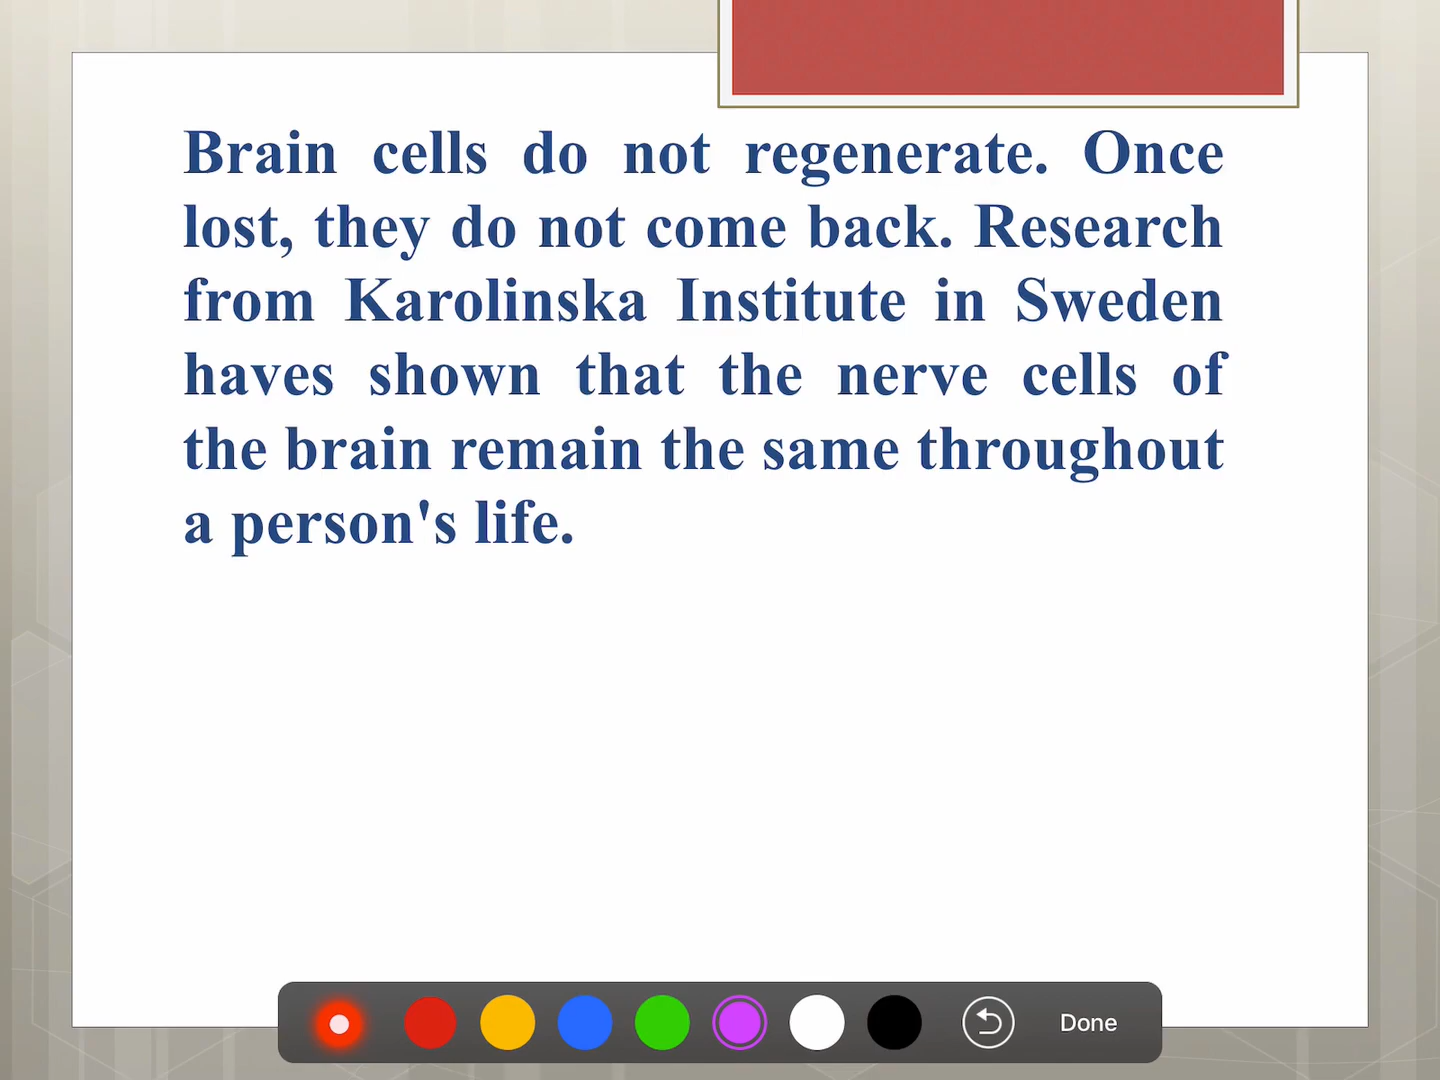 Brain cells do not regenerate. Once
lost, they do not come back. Research
from Karolinska Institute in Sweden
haves shown that the nerve cells of
the brain remain the same throughout
a person's life.
Done